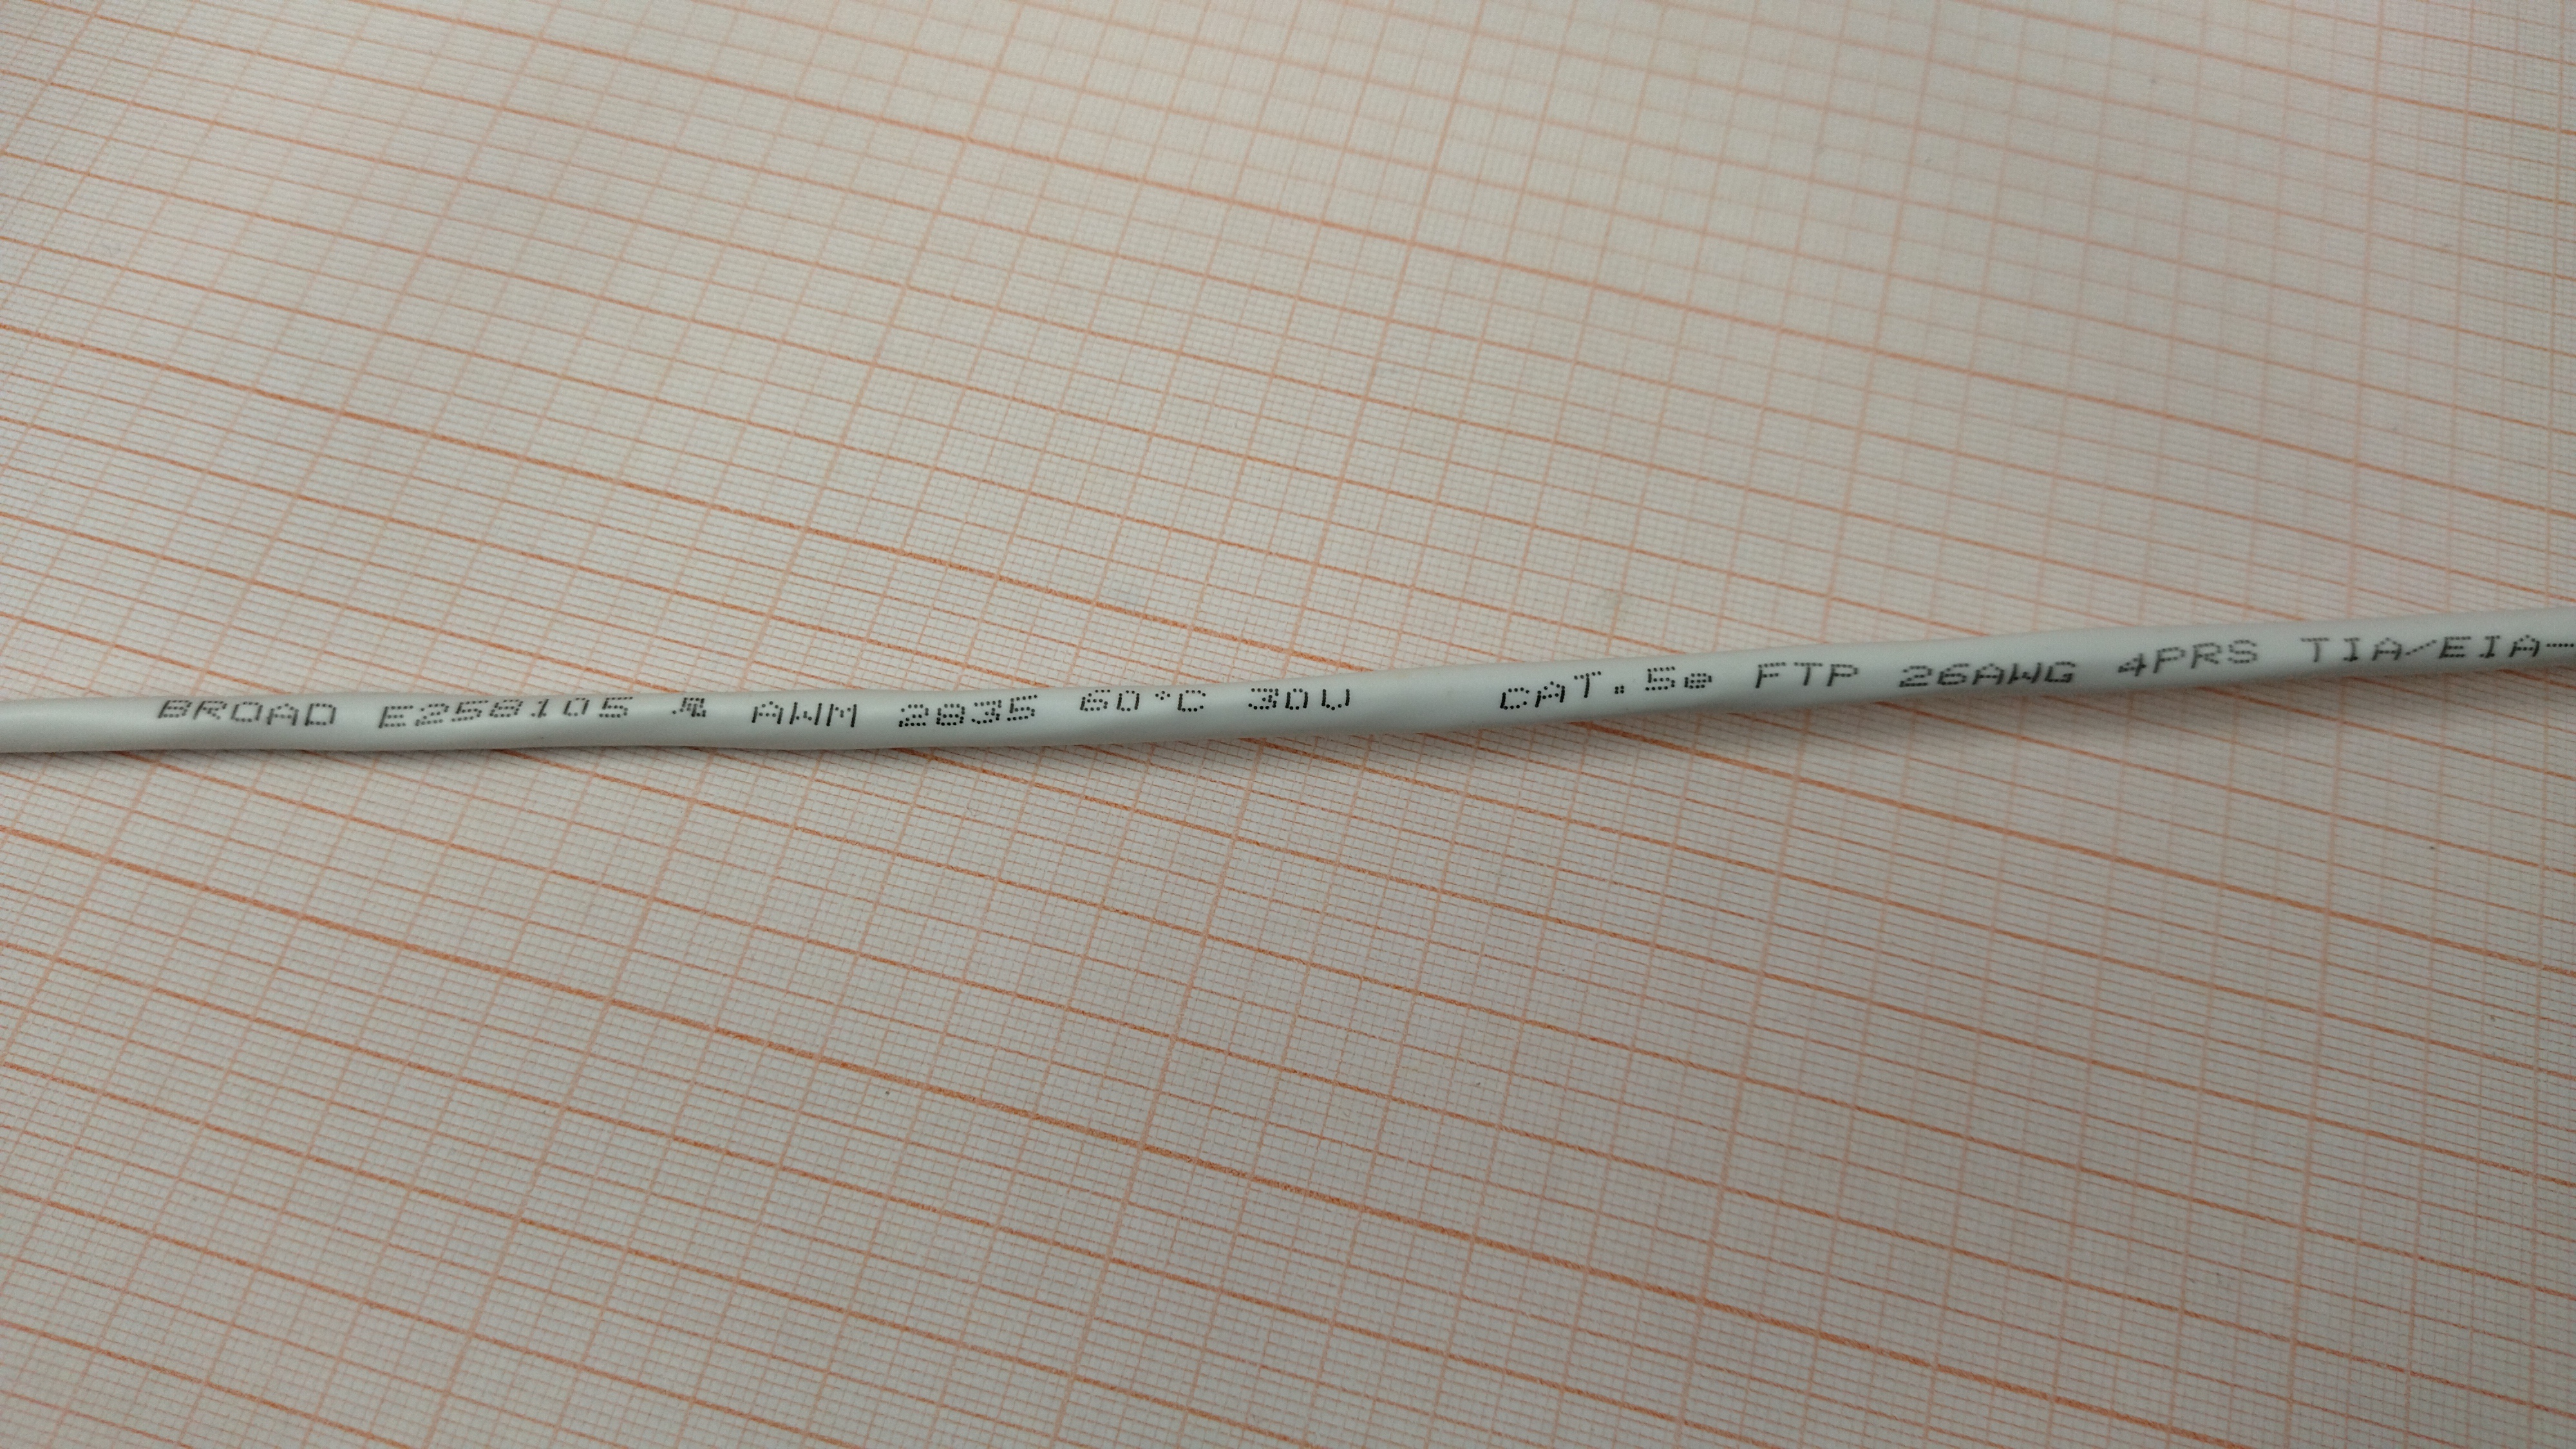 BROAD E258105 AWM 2835 60°C 30V CAT.5e FTP 26AWG 4PRS TIA/EIA-